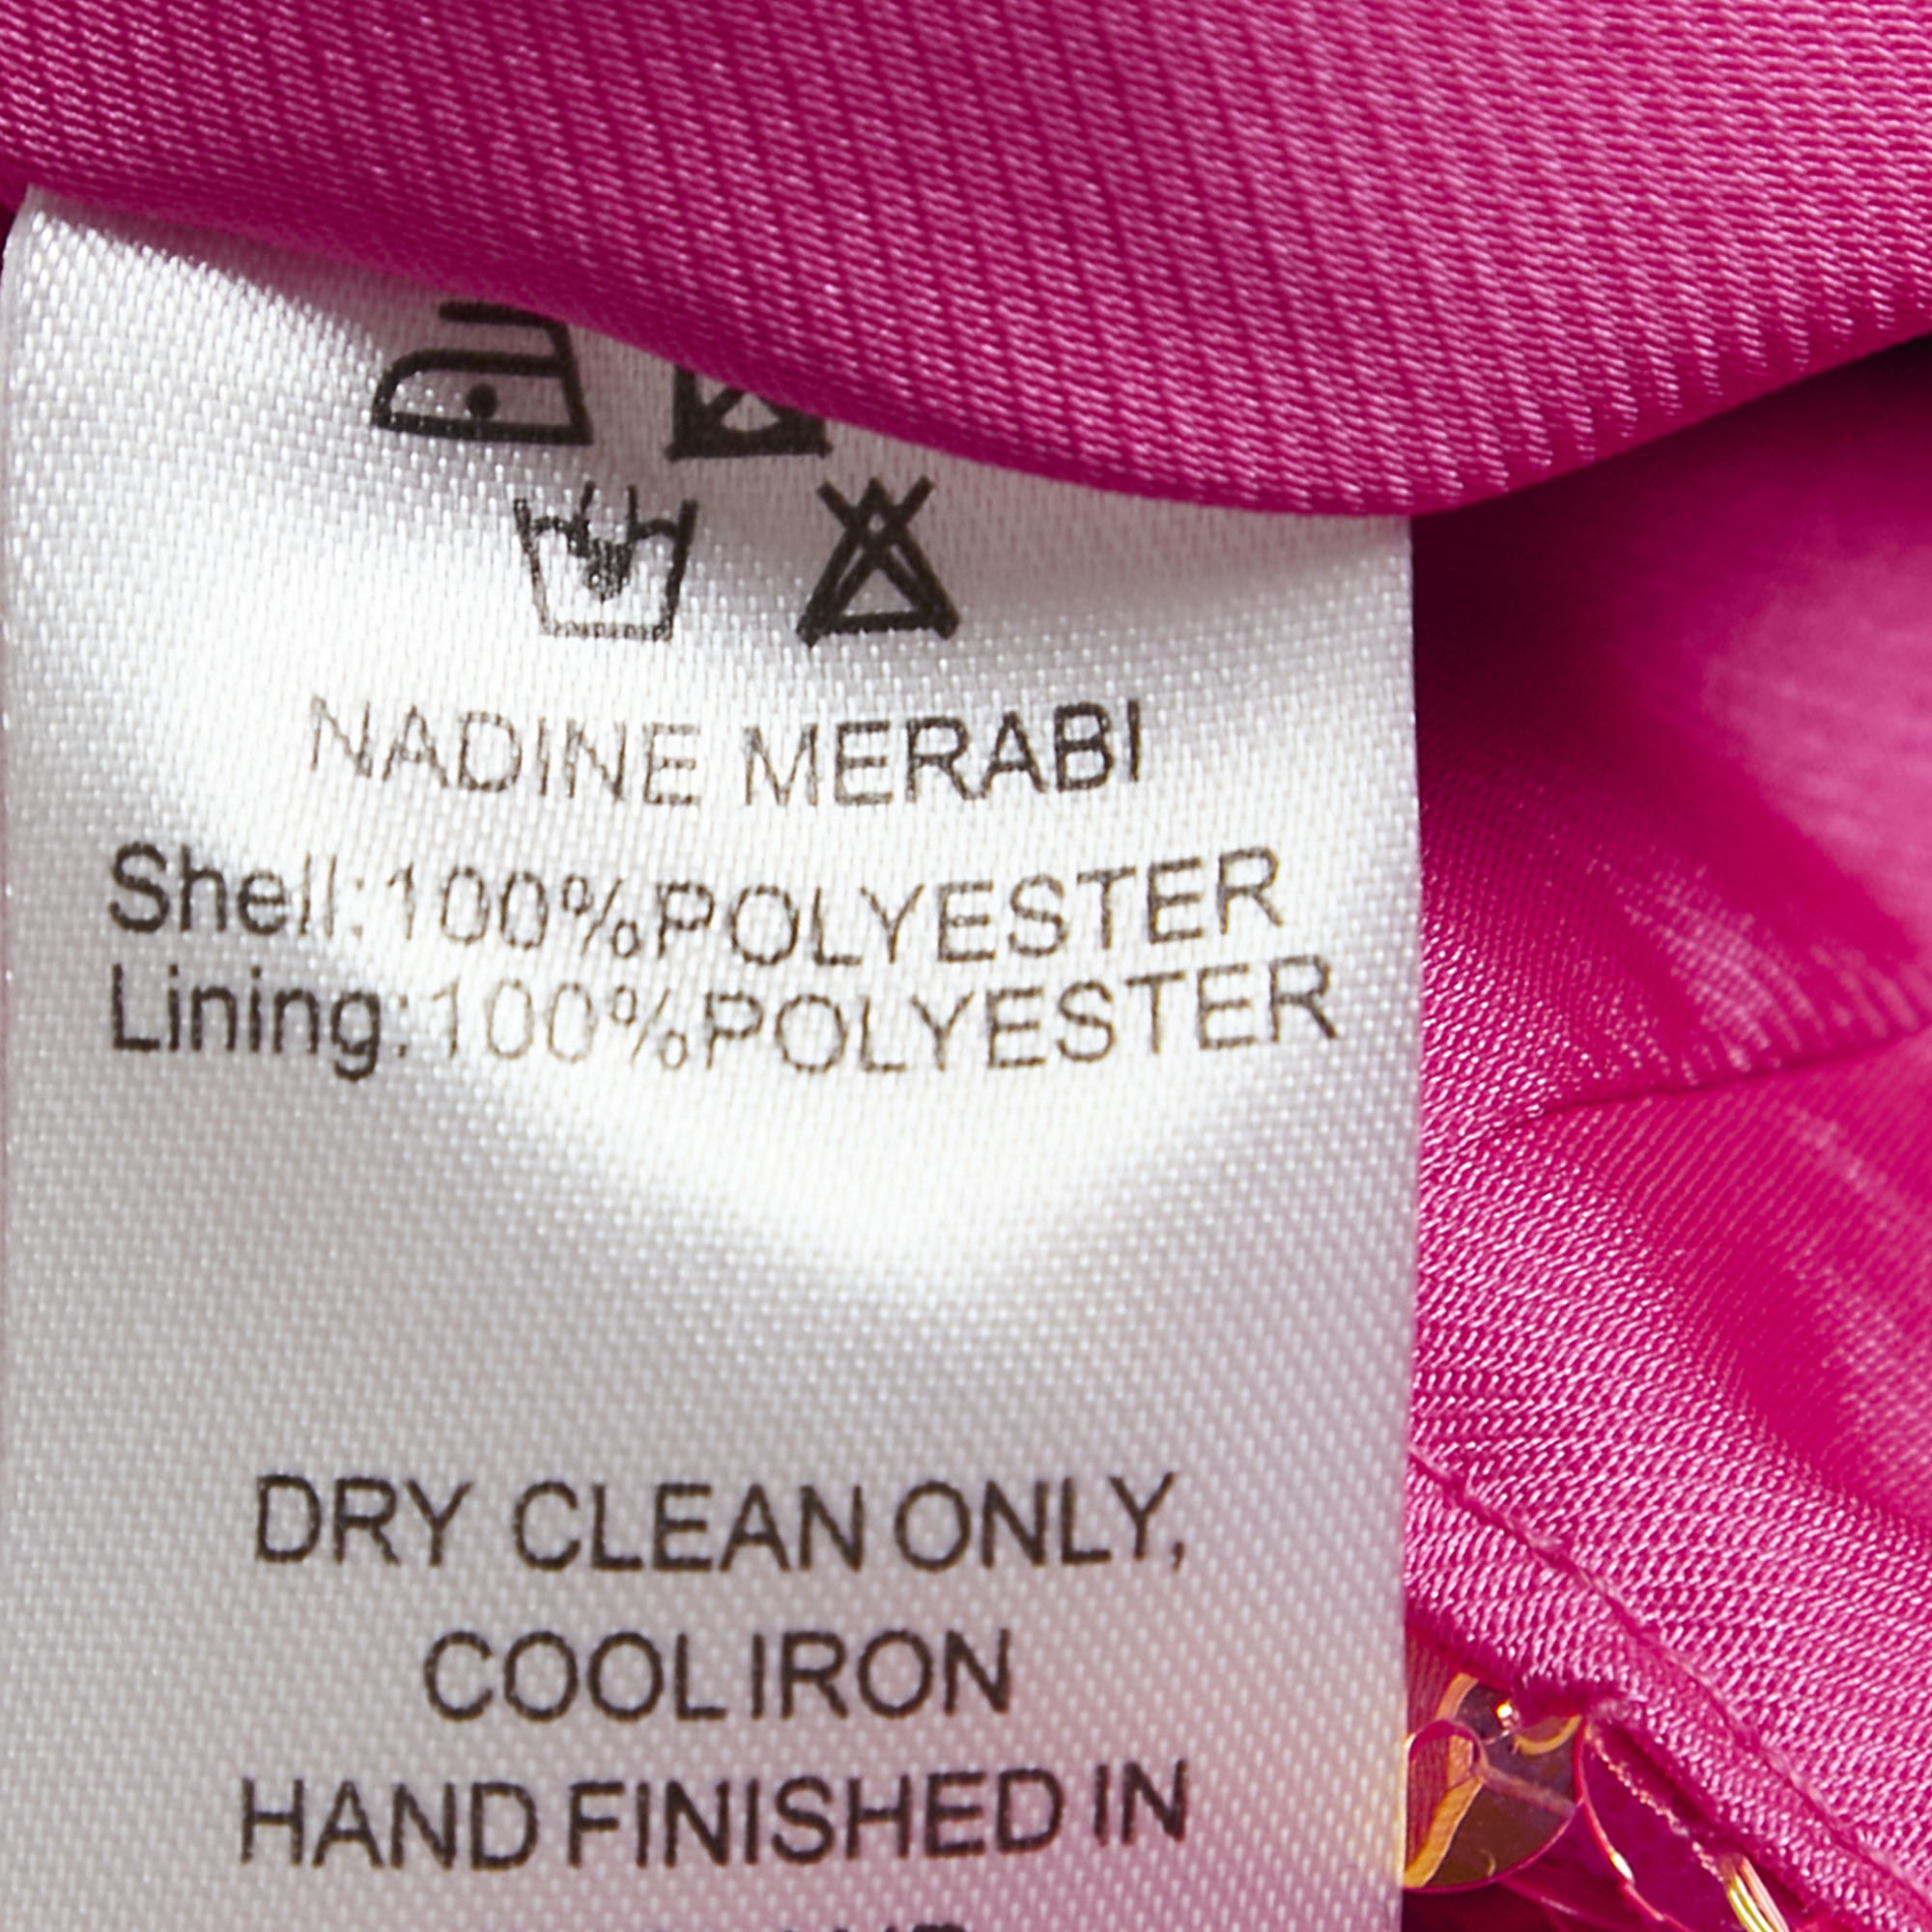 NADINE MERABI
Shell:100%POLYESTER
Lining:100%POLYESTER
DRY CLEAN ONLY,
COOL IRON
HAND FINISHED IN